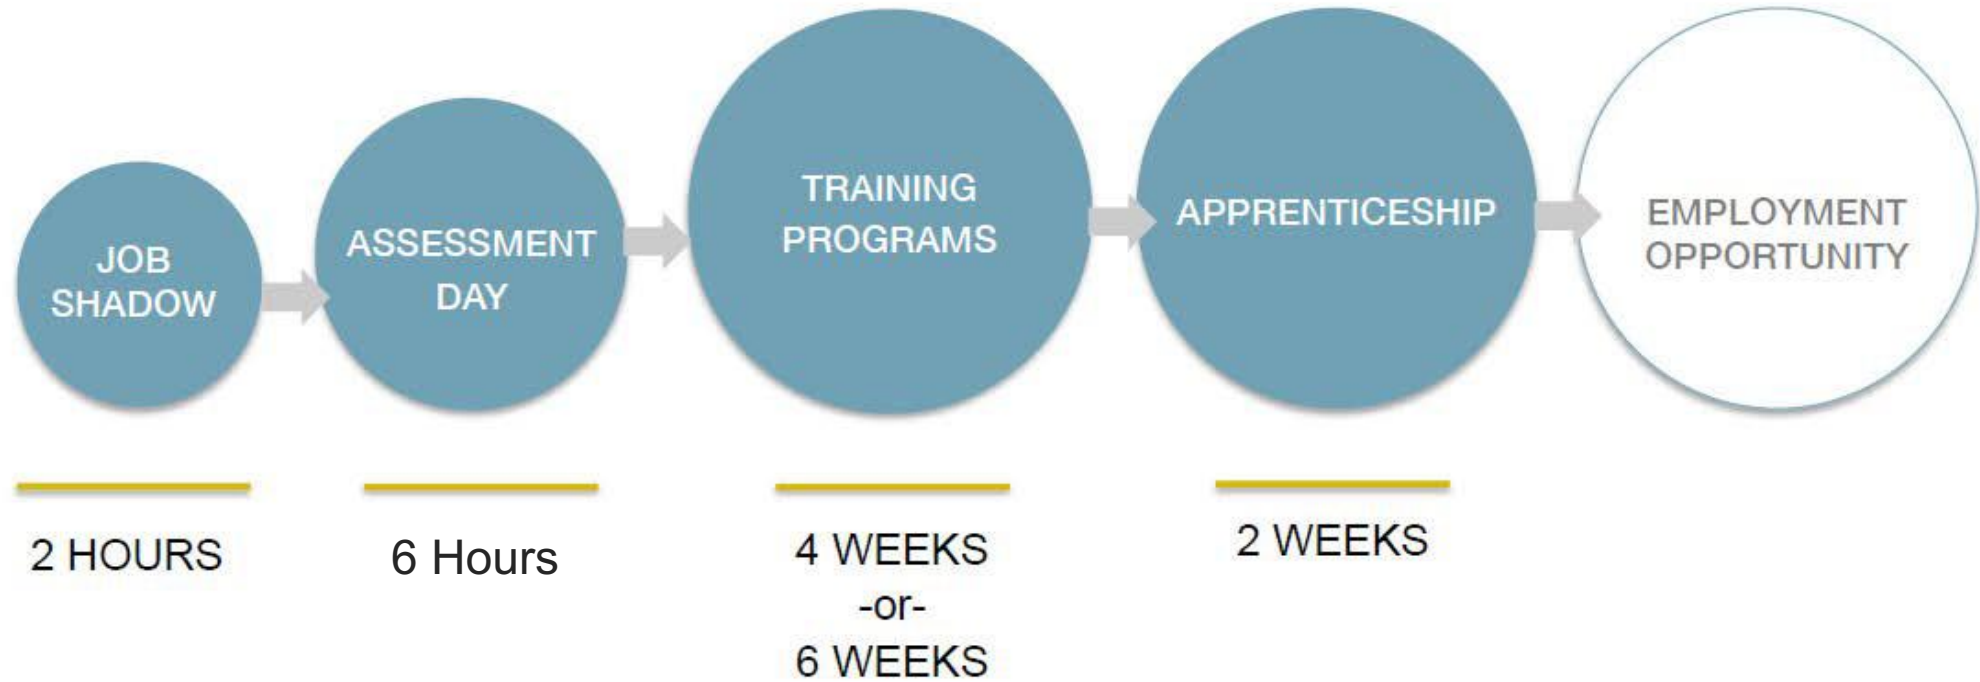 JOB
SHADOW
ASSESSMENT
DAY
TRAINING
PROGRAMS
APPRENTICESHIP
EMPLOYMENT
OPPORTUNITY
2 HOURS
6 Hours
4 WEEKS
-or-
6 WEEKS
2 WEEKS